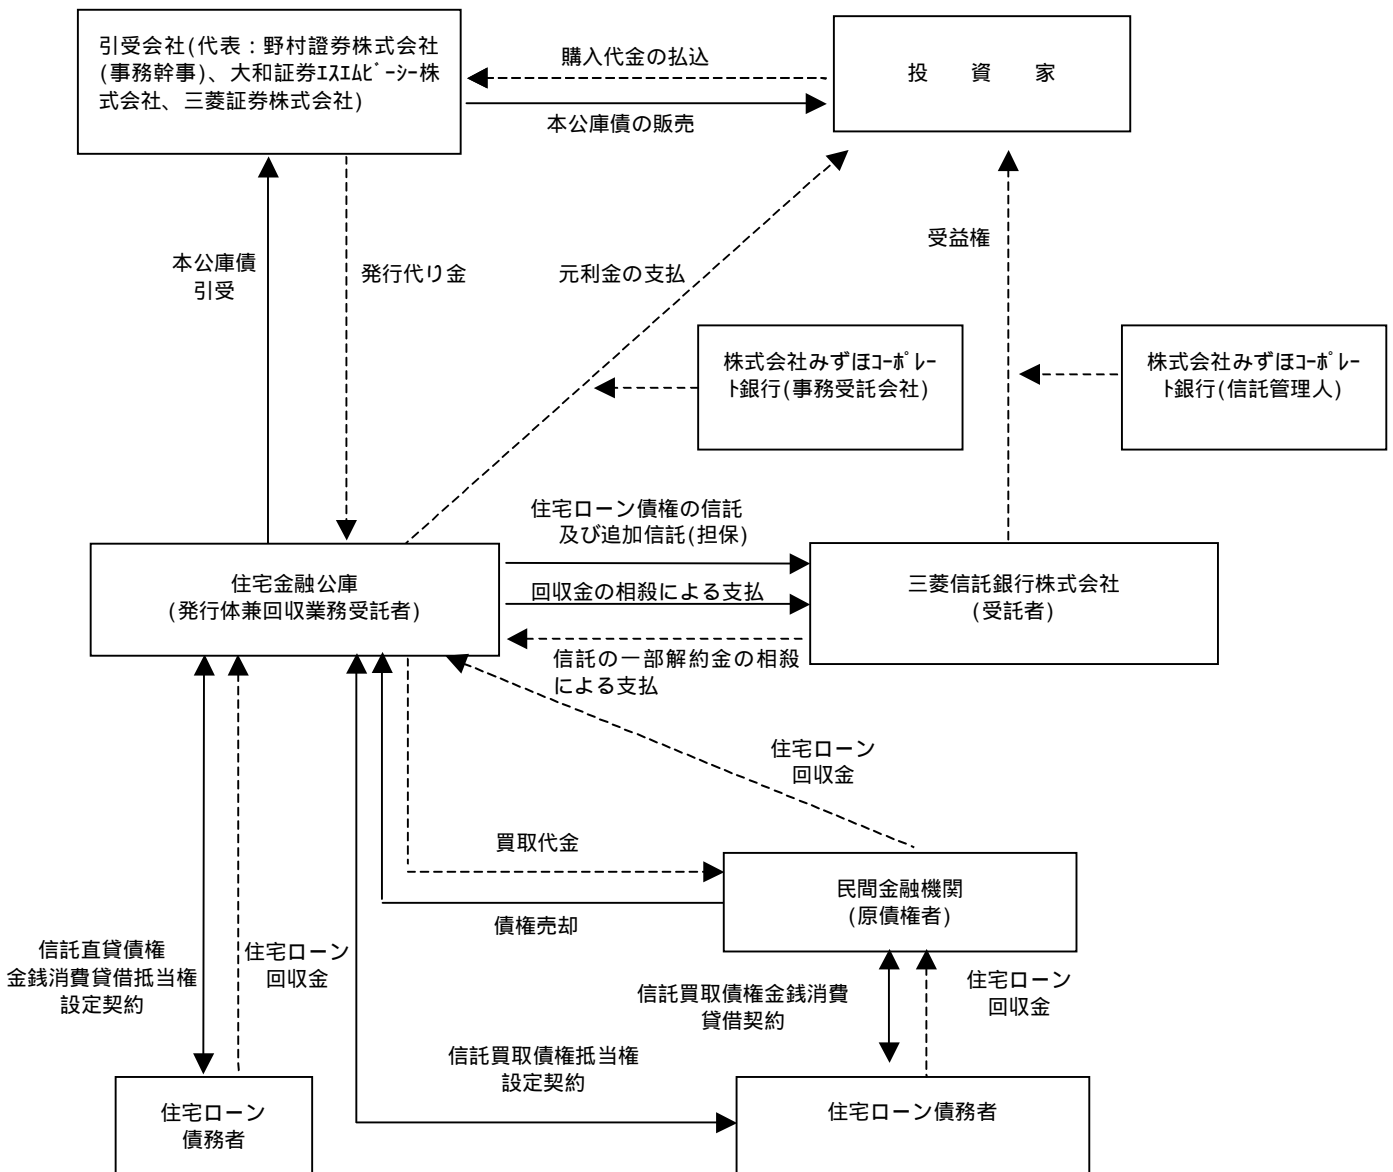 引受会社(代表：野村證券株式会社
(事務幹事)、大和証券ｴｽｴﾑﾋﾞｰｼｰ株
式会社、三菱証券株式会社)
購入代金の払込
本公庫債の販売
投　資　家
本公庫債
引受
発行代り金
元利金の支払
受益権
株式会社みずほｺｰﾎﾟﾚｰ
ﾄ銀行(事務受託会社)
株式会社みずほｺｰﾎﾟﾚｰ
ﾄ銀行(信託管理人)
住宅ローン債権の信託
及び追加信託(担保)
住宅金融公庫
(発行体兼回収業務受託者)
回収金の相殺による支払
三菱信託銀行株式会社
(受託者)
信託の一部解約金の相殺
による支払
住宅ローン
回収金
買取代金
民間金融機関
(原債権者)
債権売却
信託直貸債権
金銭消費貸借抵当権
設定契約
住宅ローン
回収金
信託買取債権金銭消費
貸借契約
住宅ローン
回収金
信託買取債権抵当権
設定契約
住宅ローン
債務者
住宅ローン債務者